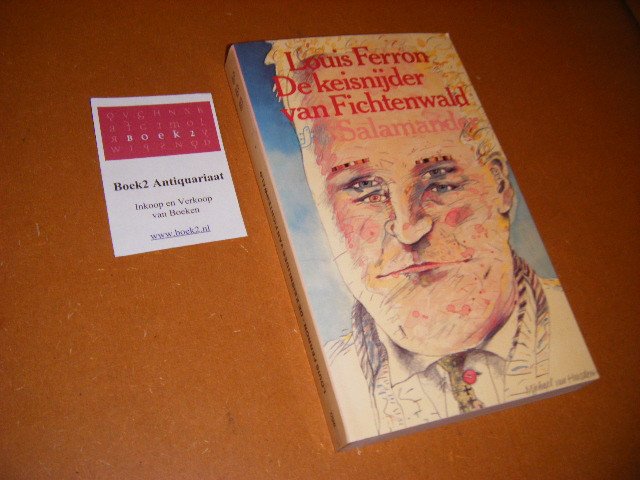 BOEK2
Boek2 Antiquariaat
Inkoop en Verkoop
van Boeken
www.boek2.nl
Louis Ferron
De keisnijder
van Fichtenwald
Salamander